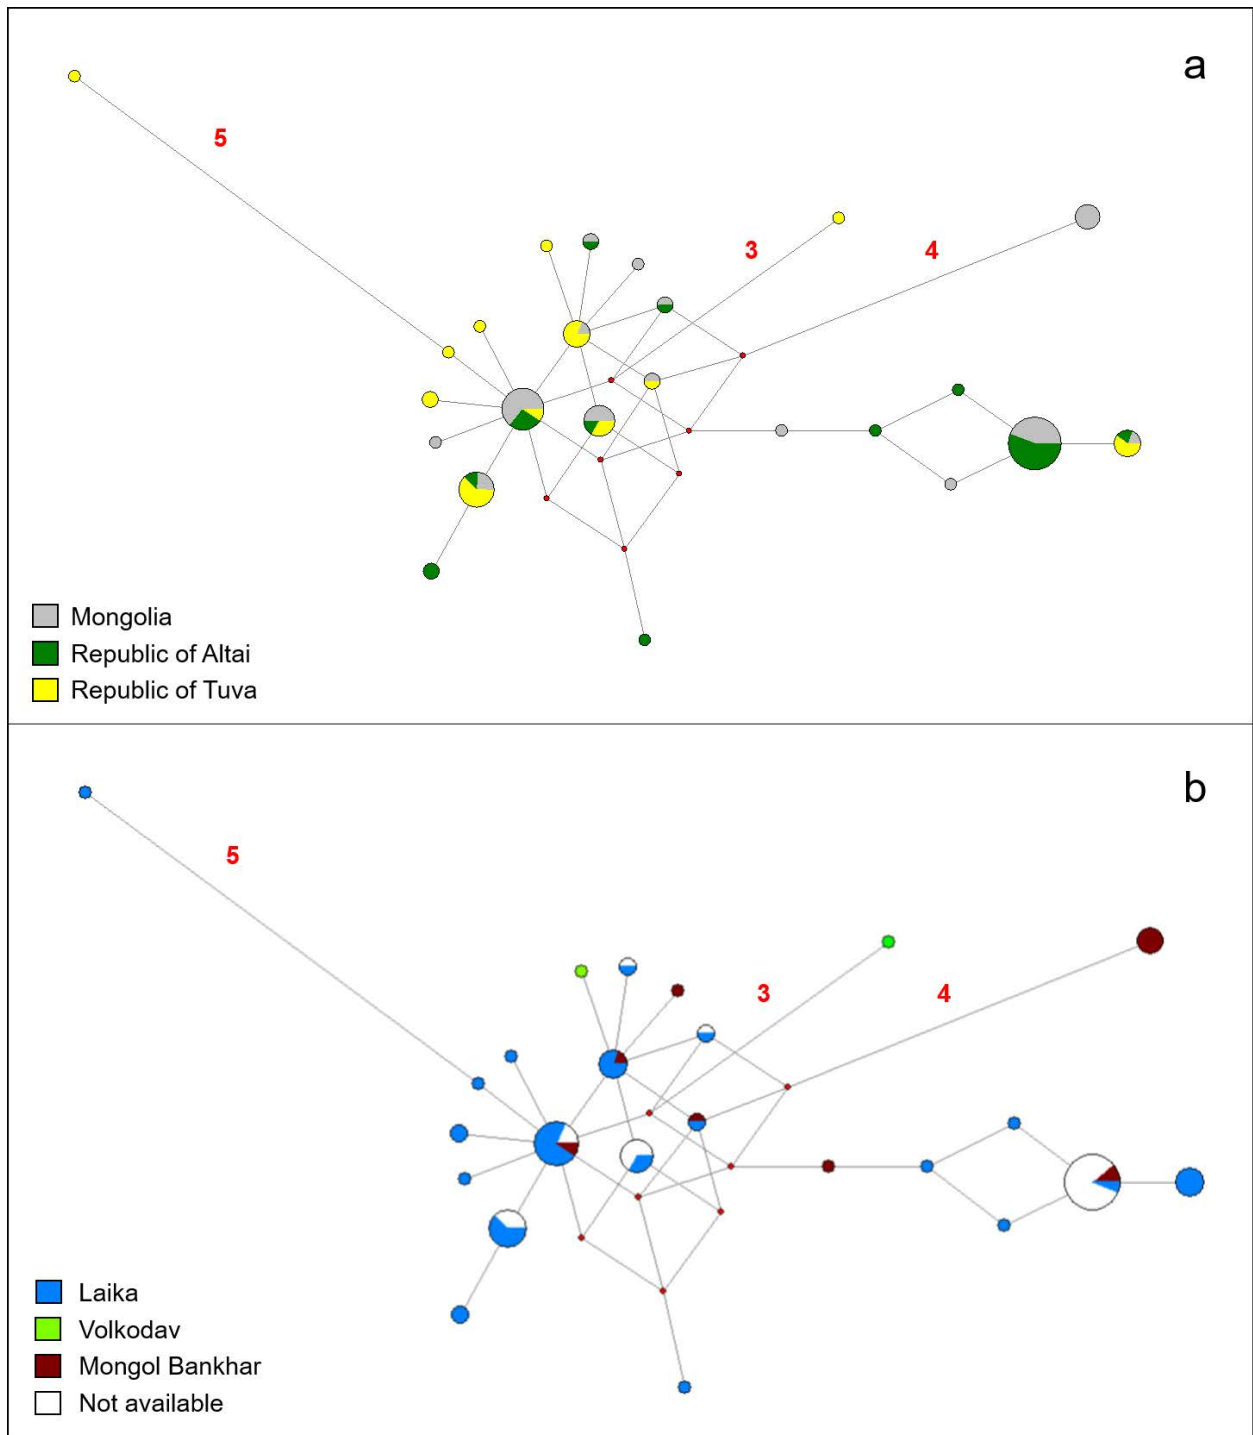 a
5
3
4
Mongolia
Republic of Altai
Republic of Tuva
b
5
3
4
Laika
Volkodav
Mongol Bankhar
Not available